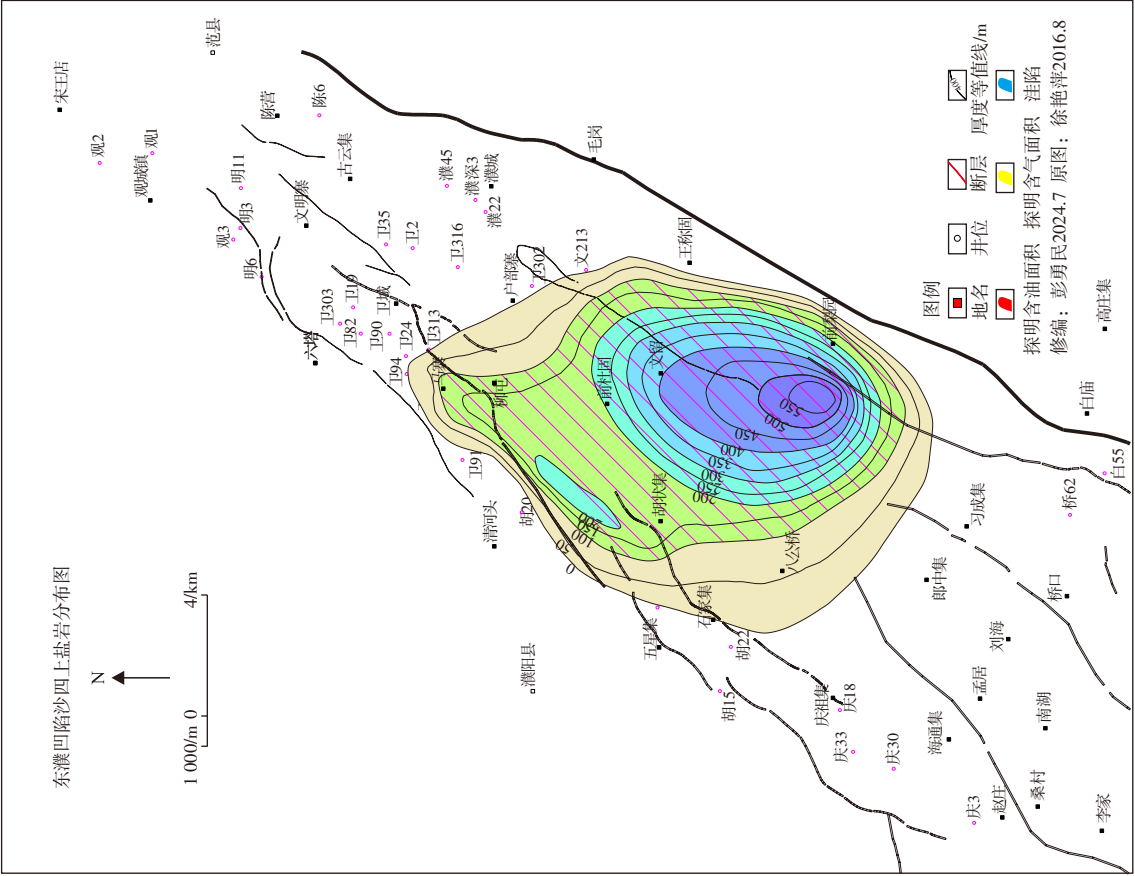 东濮凹陷沙四上盐岩分布图
N
1 000/m 0 4/km
宋王店
范县
观2
观1
观城镇
陈营
陈6
古云集
明11
明3
观3
明6
文明寨
毛岗
濮45
濮深3
濮城
濮22
卫35
卫2
卫316
户部寨
卫302
文213
王称固
卫303
卫19
卫城
卫82
卫90
卫24
卫313
卫94
六塔
马寨
柳屯
前杜固
文留
前梨园
卫91
清河头
胡20
胡状集
八公桥
0
50
100
150
200
200
250
300
350
400
450
500
550
濮阳县
五星集
石家集
胡22
胡15
庆祖集
庆18
庆33
庆30
海通集
庆3
赵庄
桑村
李家
孟居
南湖
刘海
郎中集
习成集
桥口
桥62
白55
白庙
高庄集
图例
地名
井位
断层
厚度等值线/m
探明含油面积
探明含气面积
洼陷
修编：彭勇民2024.7 原图：徐艳萍2016.8